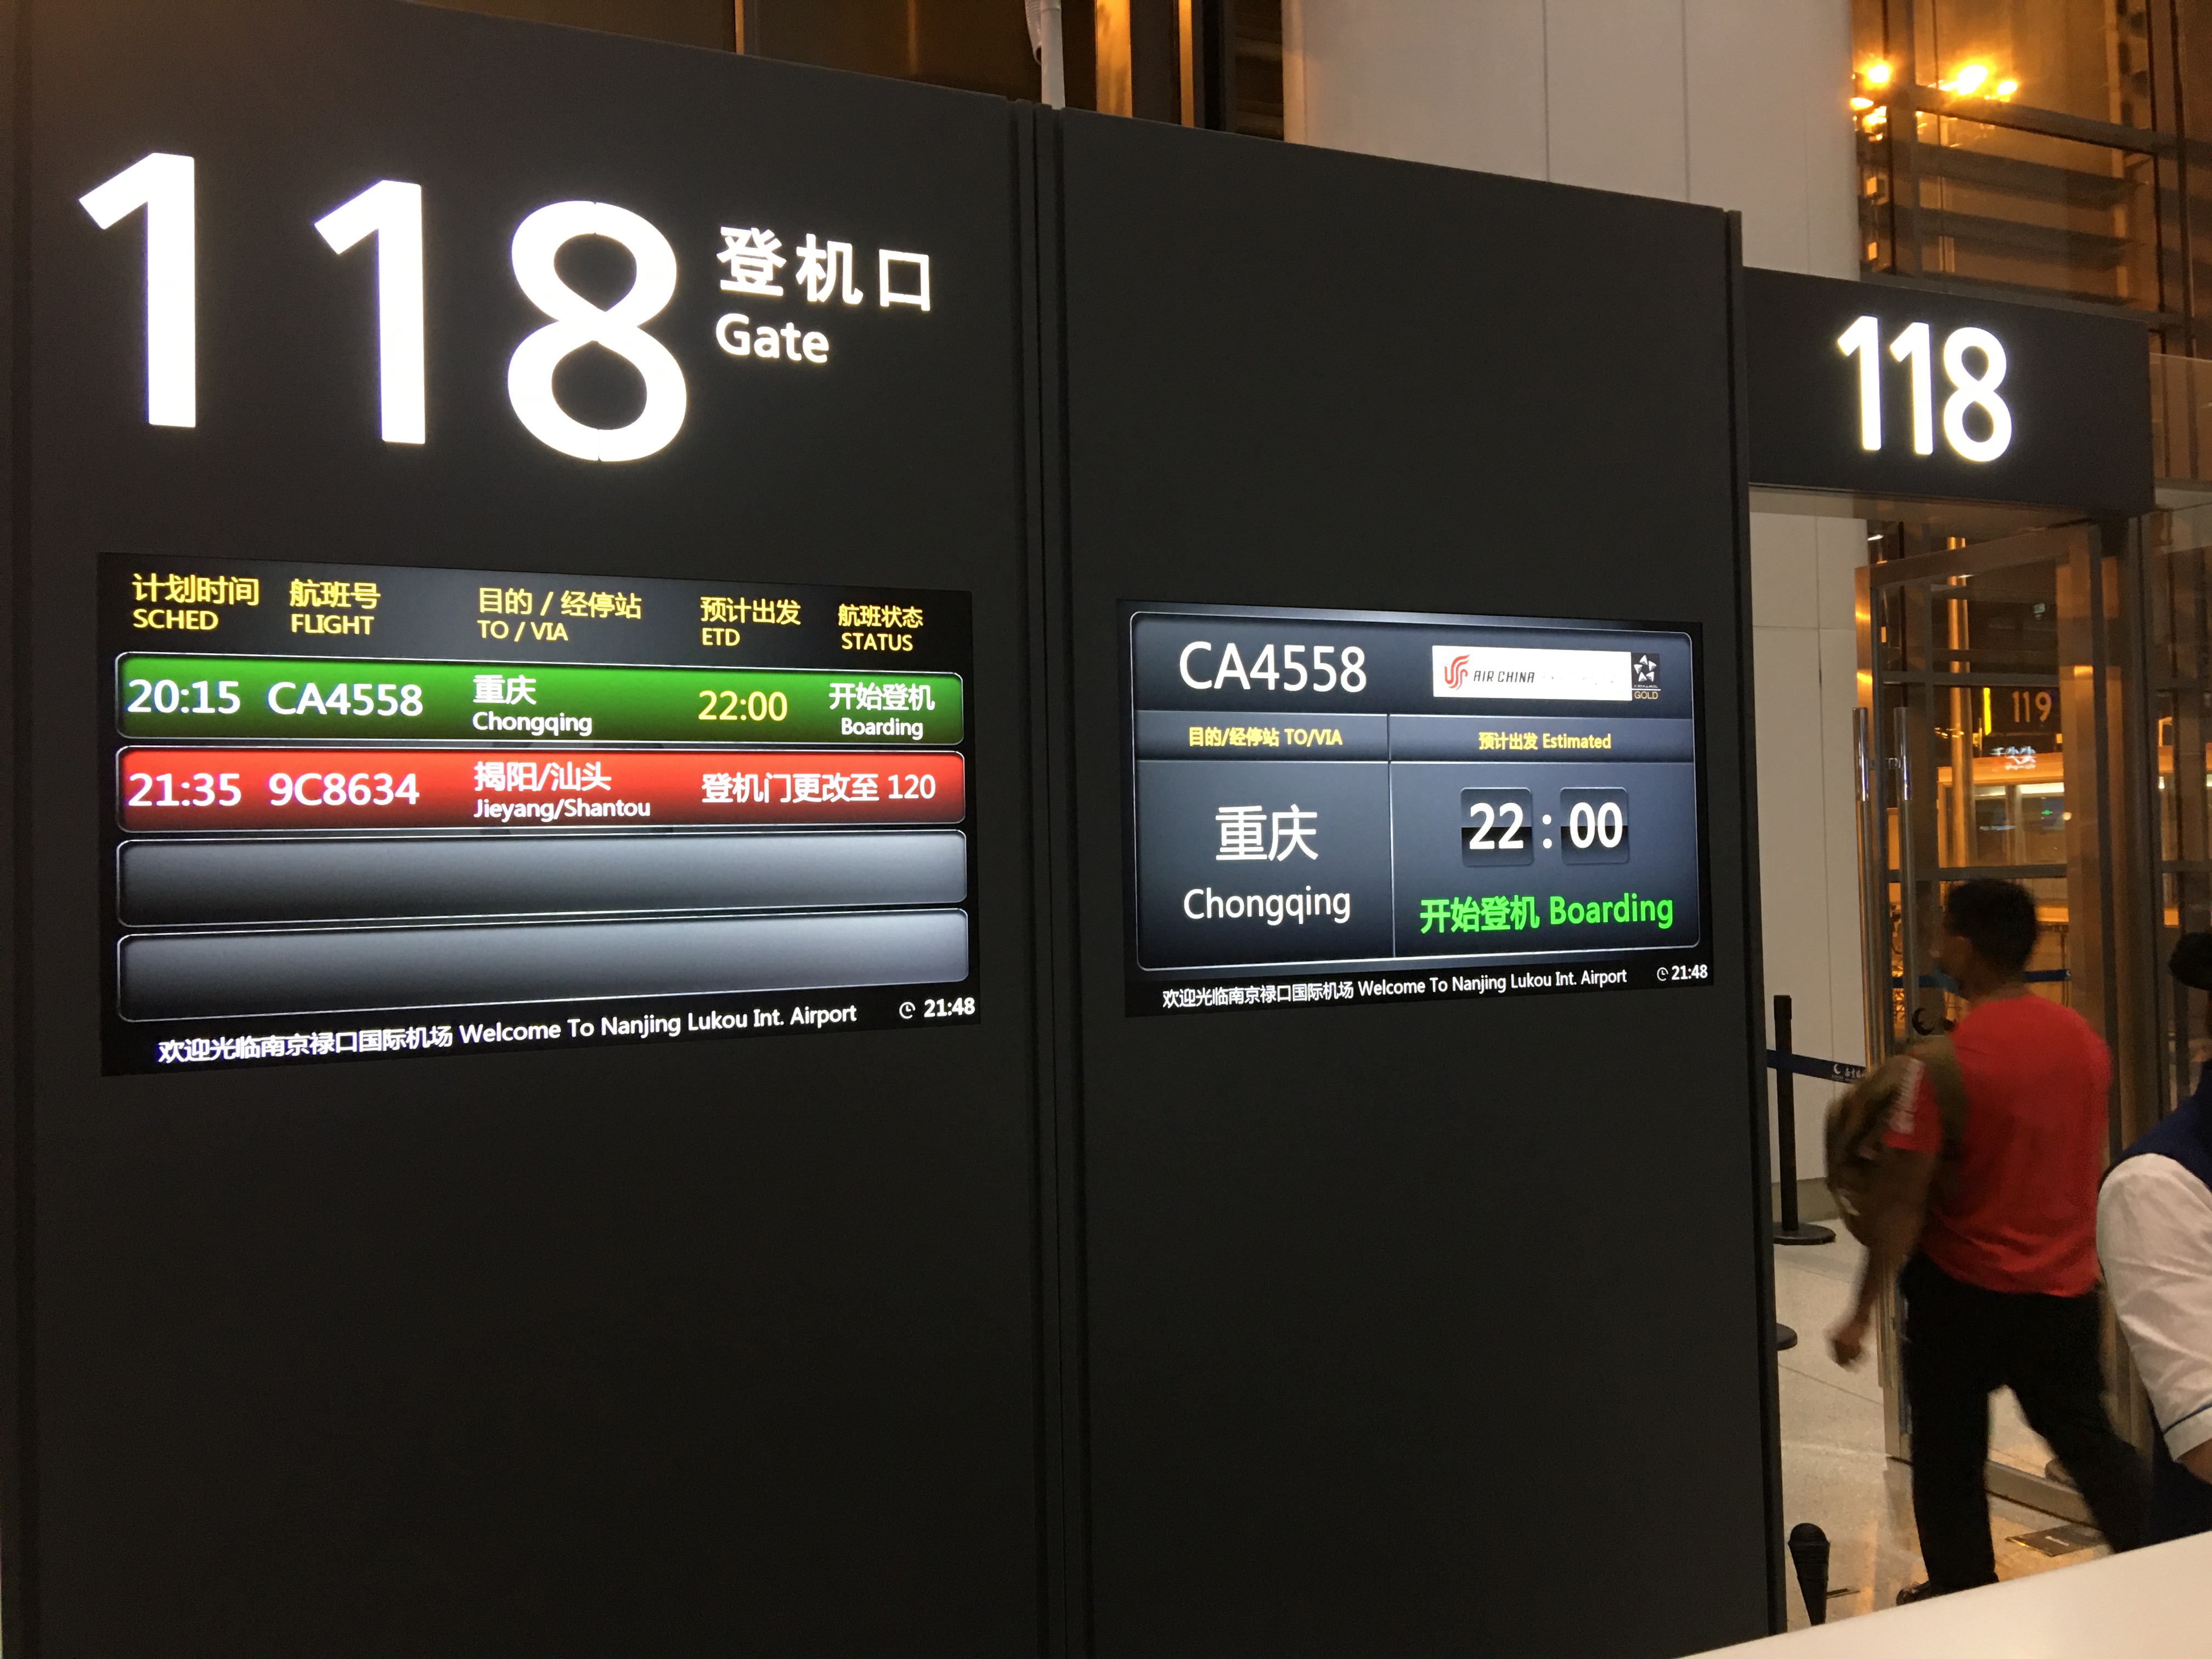 118
登机口
Gate
118
计划时间 航班号 目的 / 经停站 预计出发 航班状态
SCHED FLIGHT TO / VIA ETD STATUS
20:15 CA4558 重庆 22:00 开始登机
Chongqing Boarding
21:35 9C8634 揭阳/汕头 登机门更改至 120
Jieyang/Shantou
欢迎光临南京禄口国际机场 Welcome To Nanjing Lukou Int. Airport 21:48
CA4558 AIR CHINA
GOLD
目的/经停站 TO/VIA 预计出发 Estimated
重庆 22:00
Chongqing 开始登机 Boarding
欢迎光临南京禄口国际机场 Welcome To Nanjing Lukou Int. Airport 21:48
119